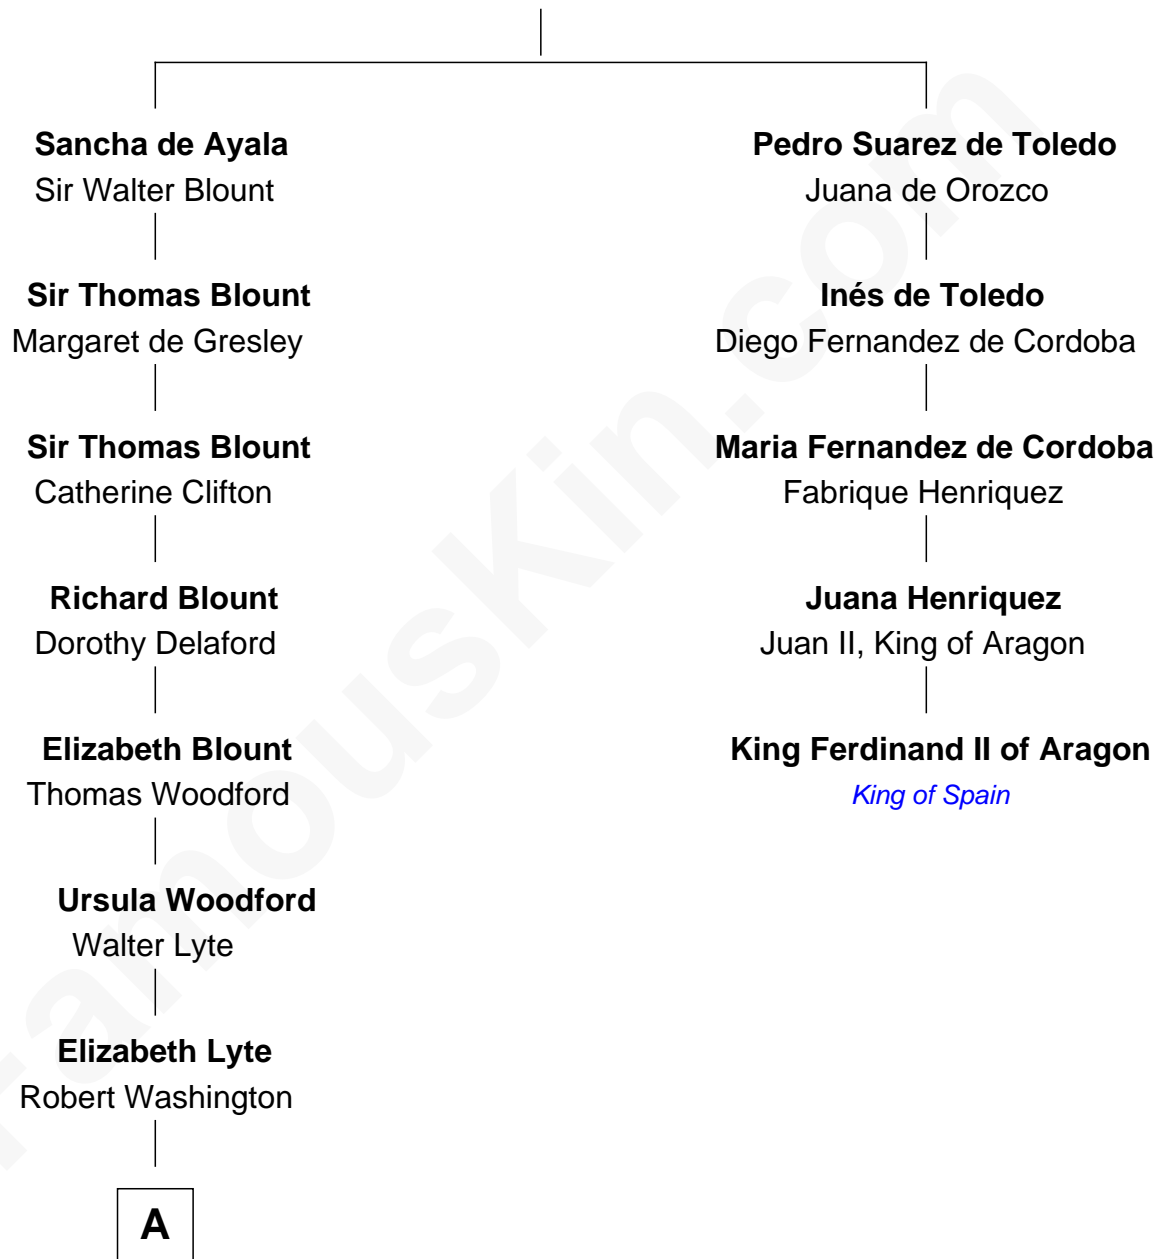 Sancha de Ayala
Sir Walter Blount
Pedro Suarez de Toledo
Juana de Orozco
Sir Thomas Blount
Margaret de Gresley
Inés de Toledo
Diego Fernandez de Cordoba
Sir Thomas Blount
Catherine Clifton
Maria Fernandez de Cordoba
Fabrique Henriquez
Richard Blount
Dorothy Delaford
Juana Henriquez
Juan II, King of Aragon
Elizabeth Blount
Thomas Woodford
King Ferdinand II of Aragon
King of Spain
Ursula Woodford
Walter Lyte
Elizabeth Lyte
Robert Washington
A
FamousKin.com